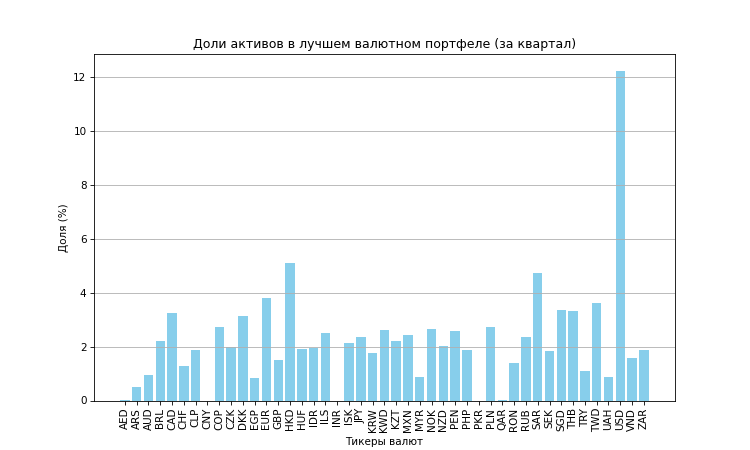 Доли активов в лучшем валютном портфеле (за квартал)
12
10
8
6
4
2
0
Доля (%)
AED ARS AUD BRL CAD CHF CLP CNY COP CZK DKK EGP EUR GBP HKD HUF IDR ILS INR ISK JPY KRW KWD KZT MXN MYR NOK NZD PEN PHP PKR PLN QAR RON RUB SAR SEK SGD THB TRY TWD UAH USD VND ZAR
Тикеры валют